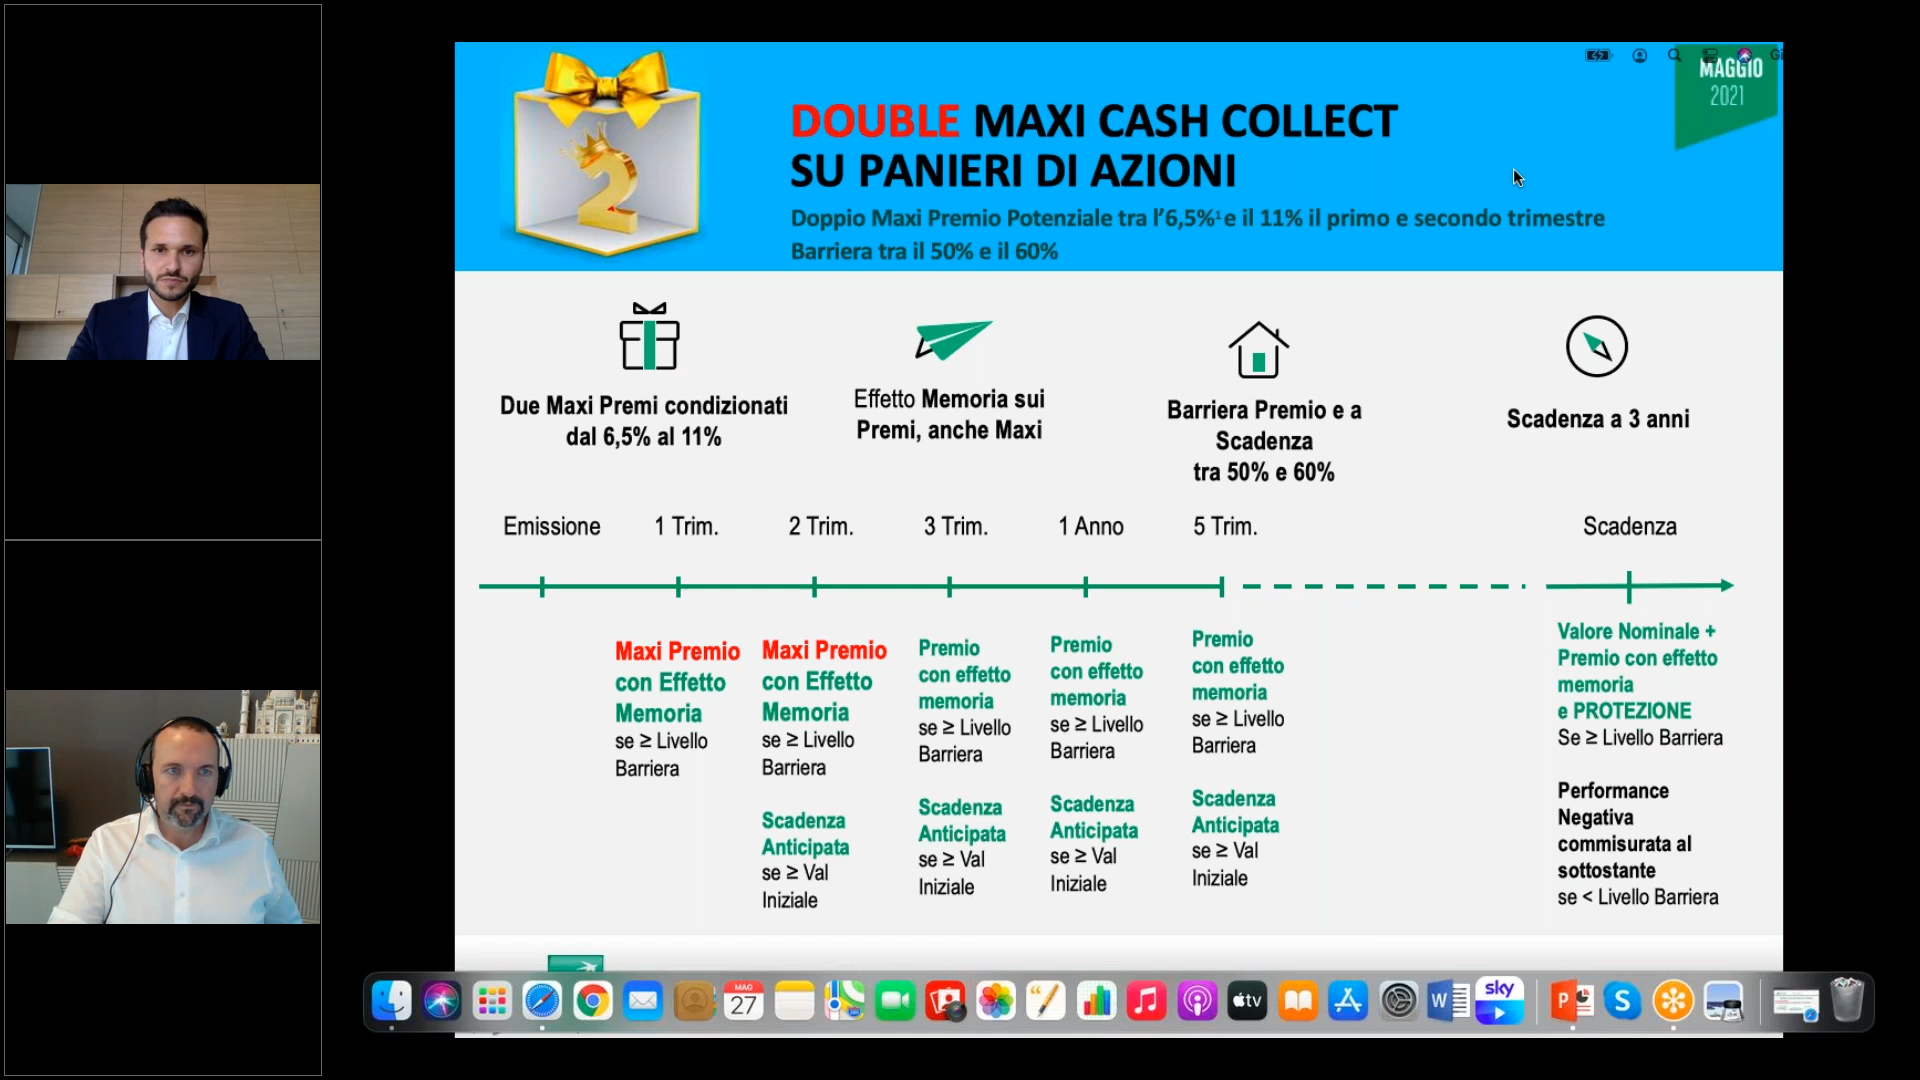 MAGGIO
2021
DOUBLE MAXI CASH COLLECT
SU PANIERI DI AZIONI
Doppio Maxi Premio Potenziale tra l’6,5%¹ e il 11% il primo e secondo trimestre
Barriera tra il 50% e il 60%
2
Due Maxi Premi condizionati
dal 6,5% al 11%
Effetto Memoria sui
Premi, anche Maxi
Barriera Premio e a
Scadenza
tra 50% e 60%
Scadenza a 3 anni
Emissione 1 Trim. 2 Trim. 3 Trim. 1 Anno 5 Trim. Scadenza
Maxi Premio
con Effetto
Memoria
se ≥ Livello
Barriera
Maxi Premio
con Effetto
Memoria
se ≥ Livello
Barriera
Scadenza
Anticipata
se ≥ Val
Iniziale
Premio
con effetto
memoria
se ≥ Livello
Barriera
Scadenza
Anticipata
se ≥ Val
Iniziale
Premio
con effetto
memoria
se ≥ Livello
Barriera
Scadenza
Anticipata
se ≥ Val
Iniziale
Premio
con effetto
memoria
se ≥ Livello
Barriera
Scadenza
Anticipata
se ≥ Val
Iniziale
Valore Nominale +
Premio con effetto
memoria
e PROTEZIONE
Se ≥ Livello Barriera
Performance
Negativa
commisurata al
sottostante
se < Livello Barriera
MAG
27
tv
W
sky
P
S